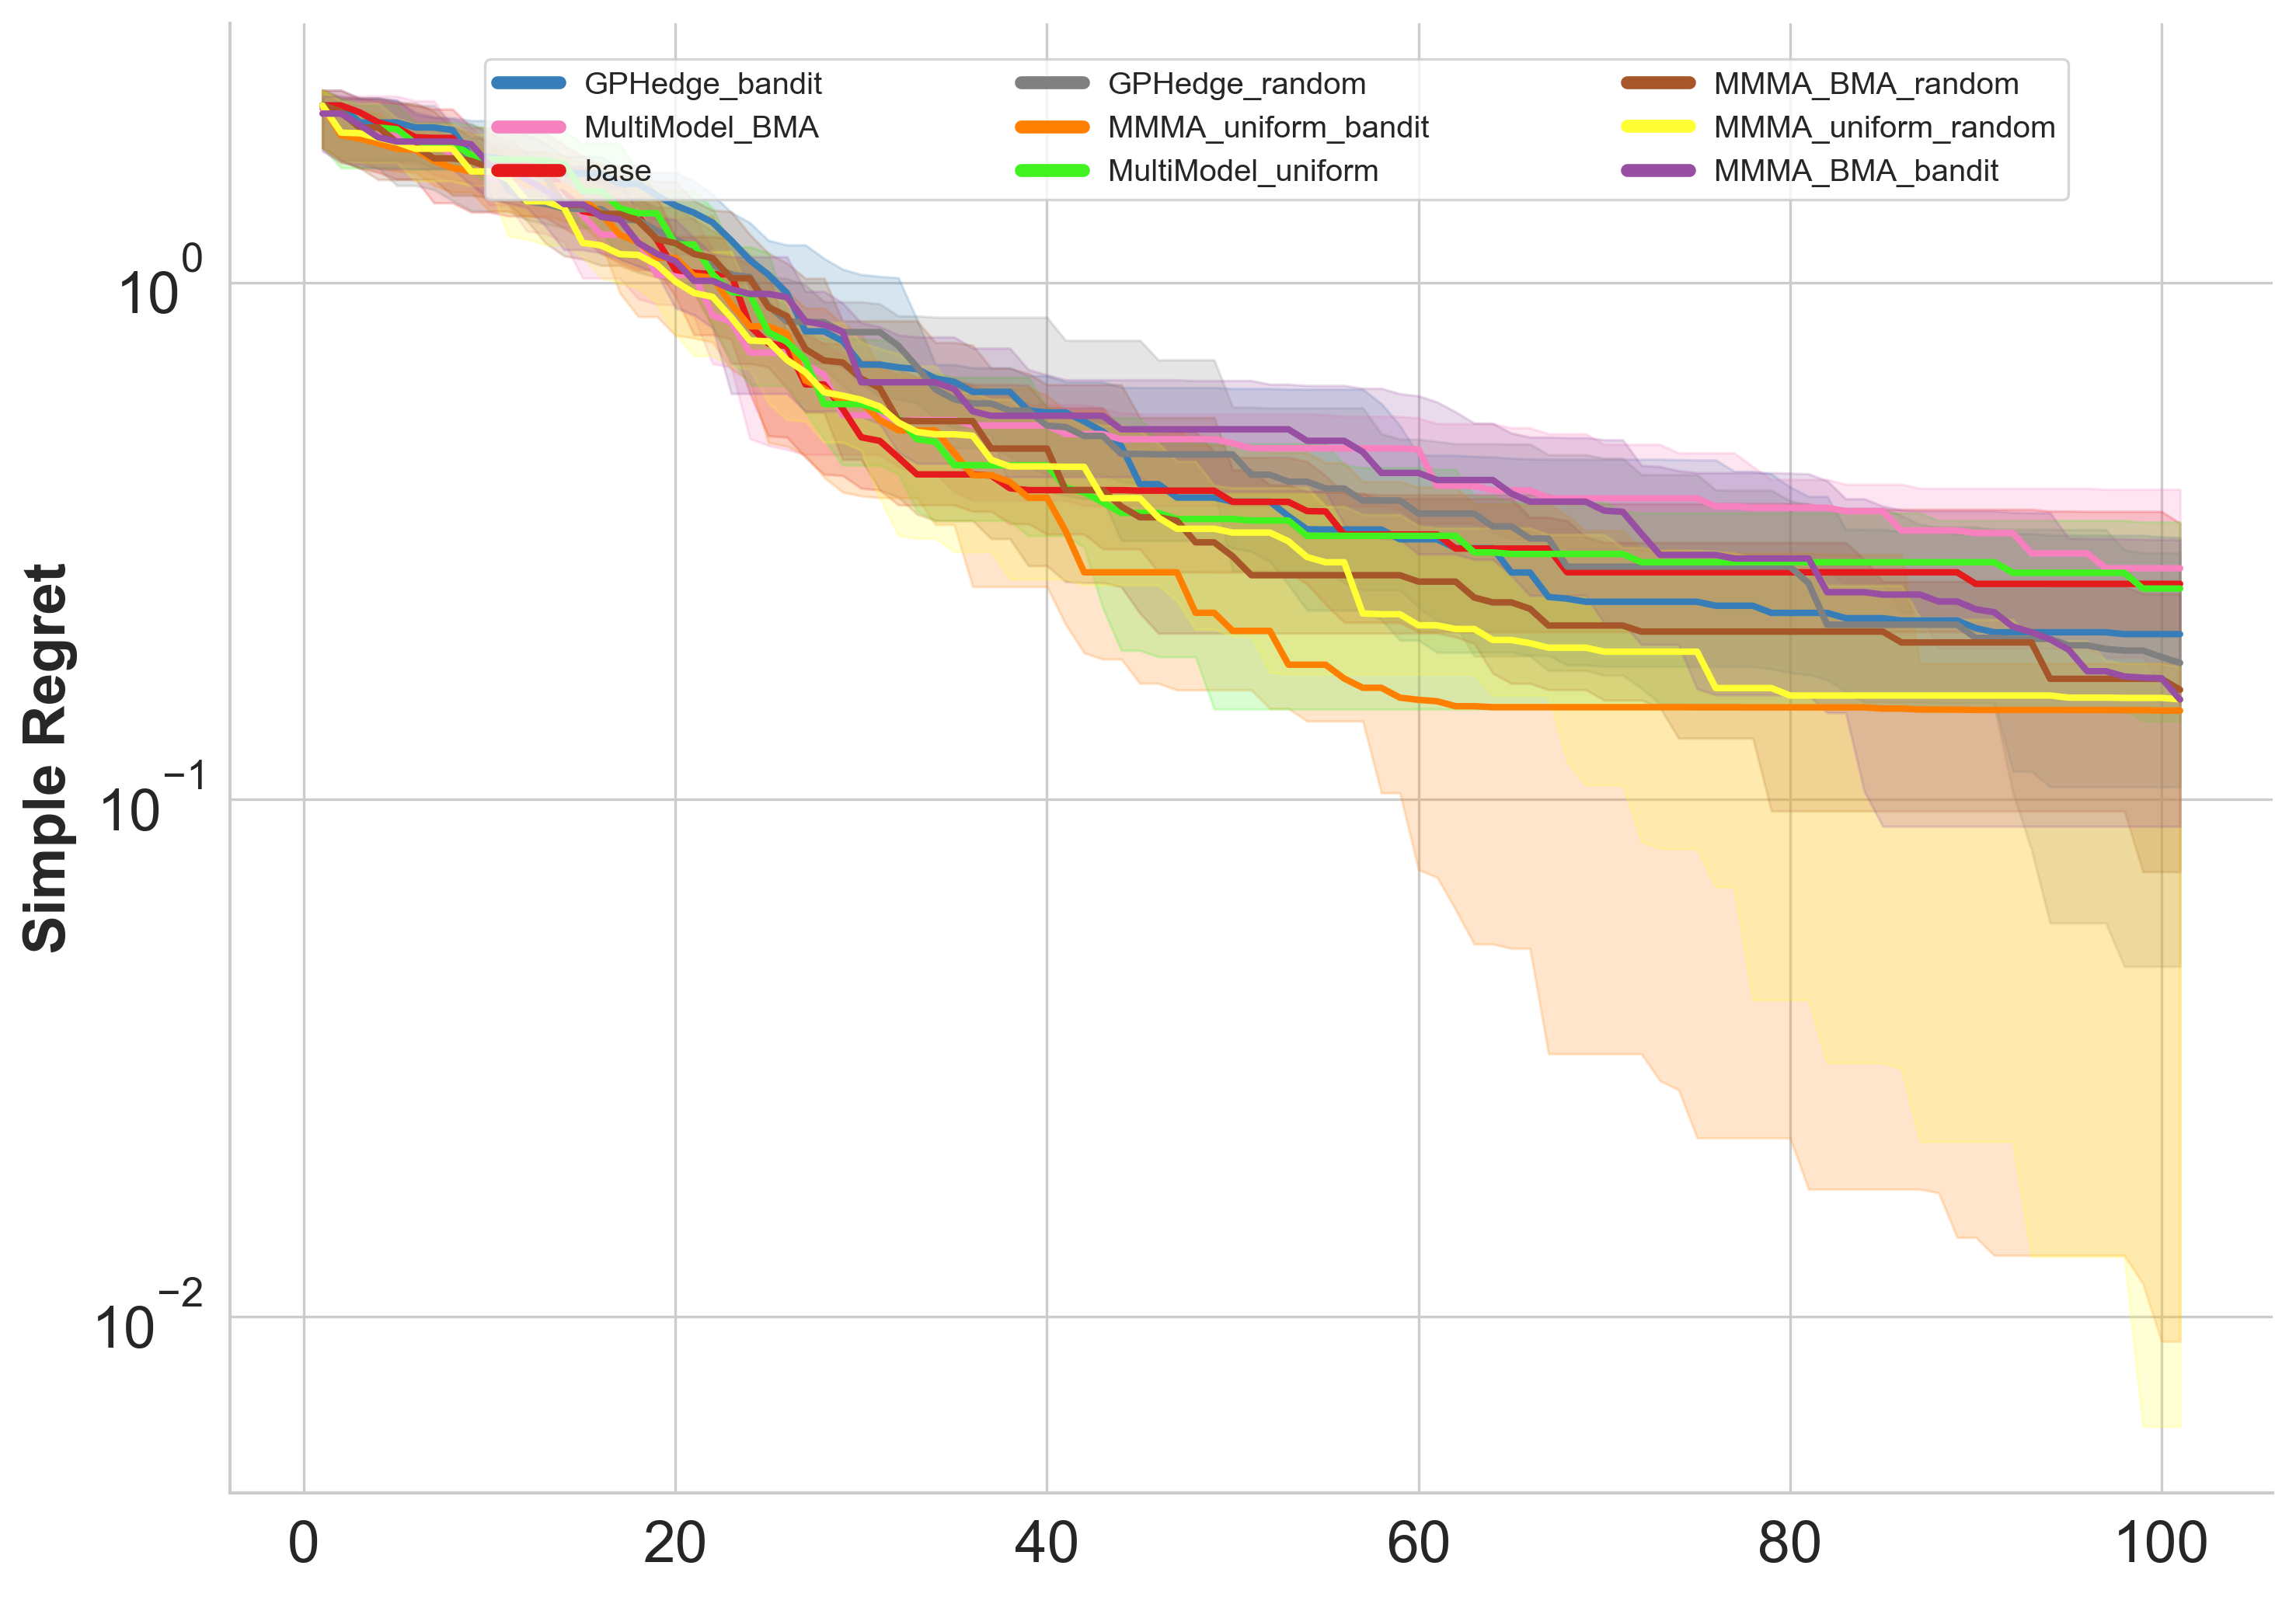 GPHedge_bandit
MultiModel_BMA
base
GPHedge_random
MMMA_uniform_bandit
MultiModel_uniform
MMMA_BMA_random
MMMA_uniform_random
MMMA_BMA_bandit
Simple Regret
10^0
10^−1
10^−2
0 20 40 60 80 100